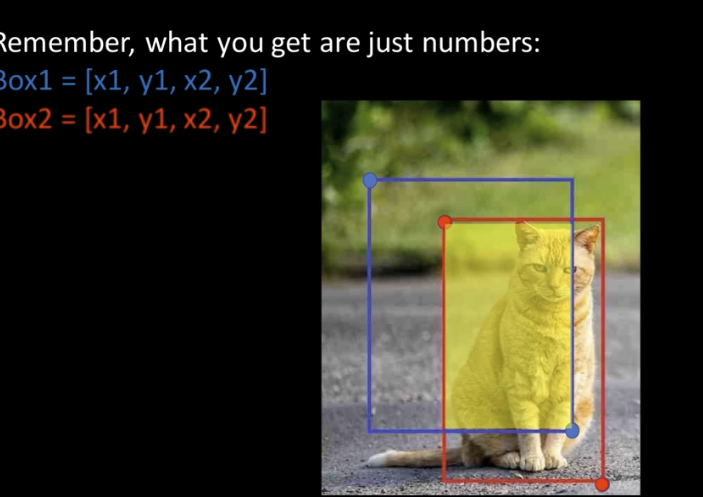 Remember, what you get are just numbers:
Box1 = [x1, y1, x2, y2]
Box2 = [x1, y1, x2, y2]